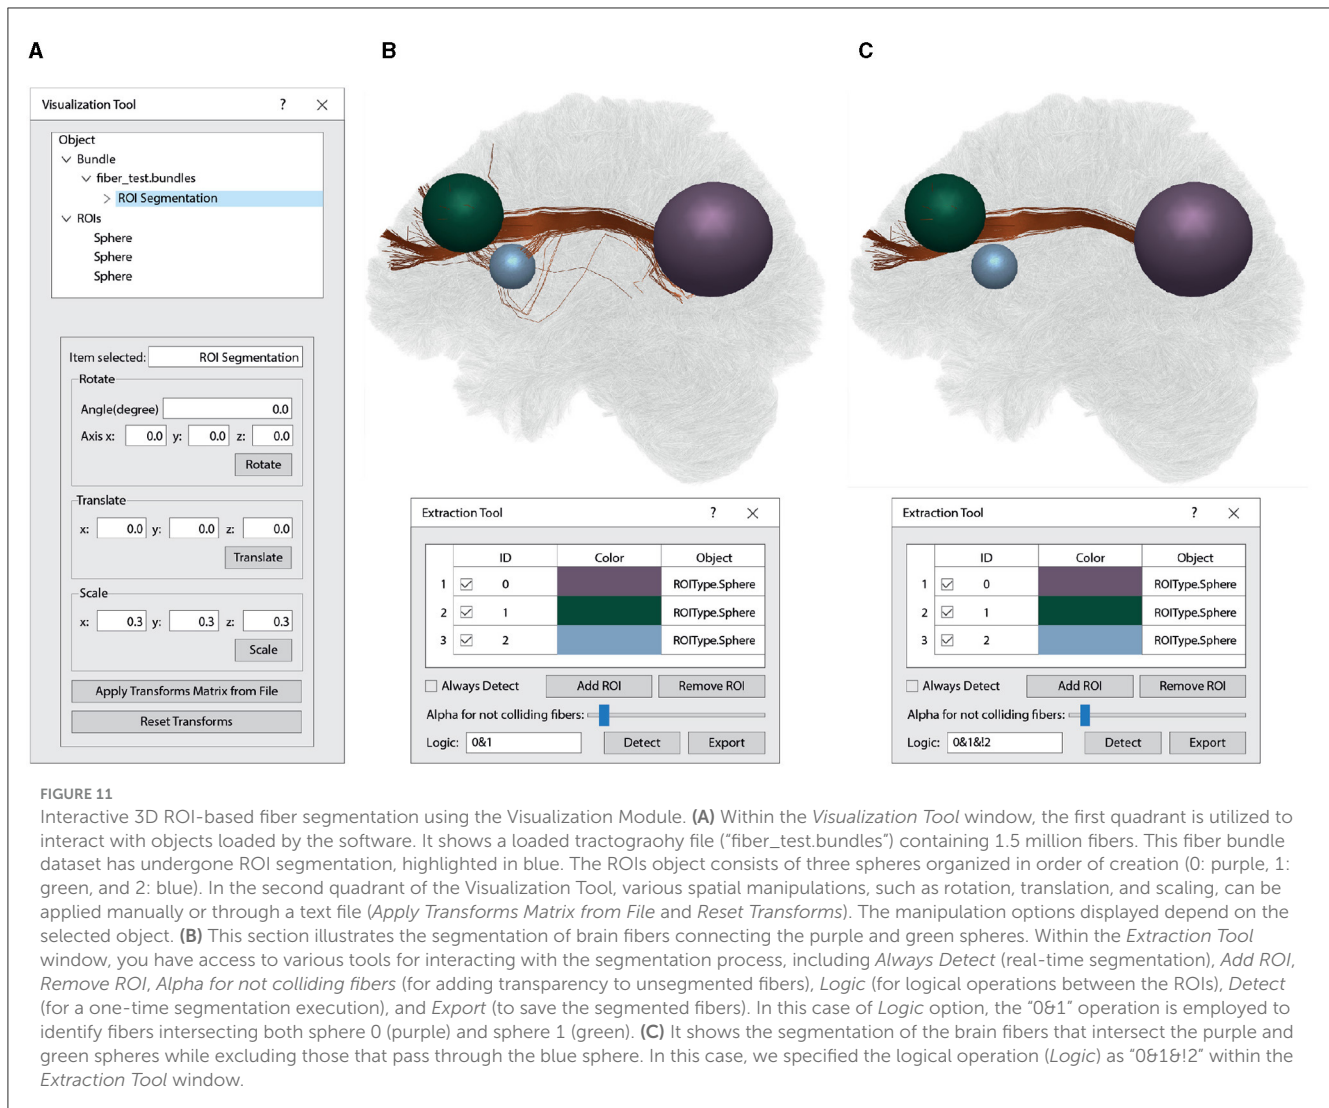 A
B
C
Visualization Tool ? ×
Object
Bundle
fiber_test.bundles
ROI Segmentation
ROIs
Sphere
Sphere
Sphere
Item selected: ROI Segmentation
Rotate
Angle(degree) 0.0
Axis x: 0.0 y: 0.0 z: 0.0
Rotate
Translate
x: 0.0 y: 0.0 z: 0.0
Translate
Scale
x: 0.3 y: 0.3 z: 0.3
Scale
Apply Transforms Matrix from File
Reset Transforms
Extraction Tool ? ×
ID Color Object
1 0 ROIType.Sphere
2 1 ROIType.Sphere
3 2 ROIType.Sphere
Always Detect Add ROI Remove ROI
Alpha for not colliding fibers:
Logic: 0&1 Detect Export
Extraction Tool ? ×
ID Color Object
1 0 ROIType.Sphere
2 1 ROIType.Sphere
3 2 ROIType.Sphere
Always Detect Add ROI Remove ROI
Alpha for not colliding fibers:
Logic: 0&1&!2 Detect Export
FIGURE 11
Interactive 3D ROI-based fiber segmentation using the Visualization Module. (A) Within the Visualization Tool window, the first quadrant is utilized to
interact with objects loaded by the software. It shows a loaded tractograohy file ("fiber_test.bundles") containing 1.5 million fibers. This fiber bundle
dataset has undergone ROI segmentation, highlighted in blue. The ROIs object consists of three spheres organized in order of creation (0: purple, 1:
green, and 2: blue). In the second quadrant of the Visualization Tool, various spatial manipulations, such as rotation, translation, and scaling, can be
applied manually or through a text file (Apply Transforms Matrix from File and Reset Transforms). The manipulation options displayed depend on the
selected object. (B) This section illustrates the segmentation of brain fibers connecting the purple and green spheres. Within the Extraction Tool
window, you have access to various tools for interacting with the segmentation process, including Always Detect (real-time segmentation), Add ROI,
Remove ROI, Alpha for not colliding fibers (for adding transparency to unsegmented fibers), Logic (for logical operations between the ROIs), Detect
(for a one-time segmentation execution), and Export (to save the segmented fibers). In this case of Logic option, the "0&1" operation is employed to
identify fibers intersecting both sphere 0 (purple) and sphere 1 (green). (C) It shows the segmentation of the brain fibers that intersect the purple and
green spheres while excluding those that pass through the blue sphere. In this case, we specified the logical operation (Logic) as "0&1&!2" within the
Extraction Tool window.